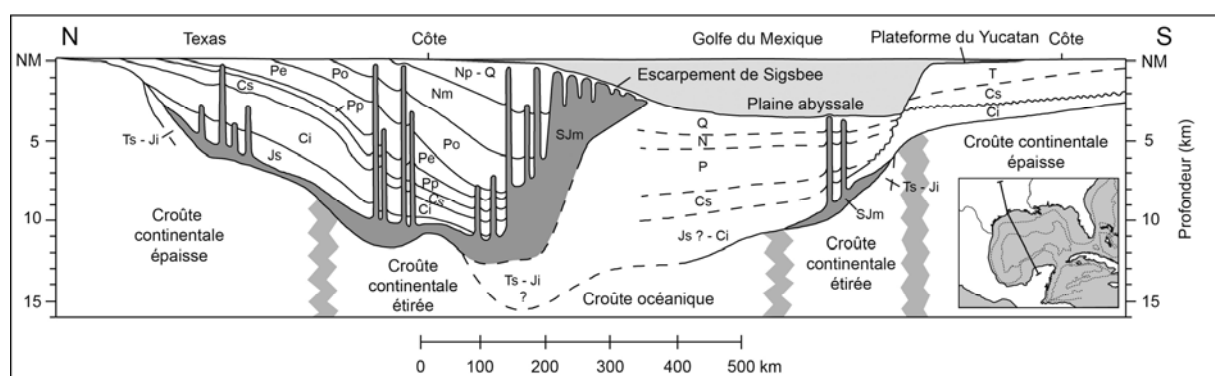 N
Texas
Côte
Golfe du Mexique
Plateforme du Yucatan
Côte
S
NM
NM
Pe
Po
Np - Q
Cs
Pp
Nm
Escarpement de Sigsbee
Plaine abyssale
T
Cs
Ci
Ts - Ji
Ci
Js
Po
Pe
Pp
Cs
Ci
SJm
Q
N
P
Cs
Js ? - Ci
SJm
Ts - Ji
5
10
15
5
10
15
Profondeur (km)
Croûte
continentale
épaisse
Croûte
continentale
étirée
Ts - Ji
?
Croûte océanique
Croûte
continentale
étirée
Croûte continentale
épaisse
0
100
200
300
400
500 km